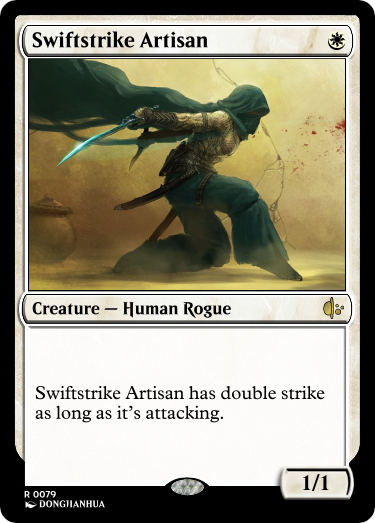 Swiftstrike Artisan
Creature — Human Rogue
Swiftstrike Artisan has double strike
as long as it's attacking.
1/1
R 0079
DONGJIANHUA